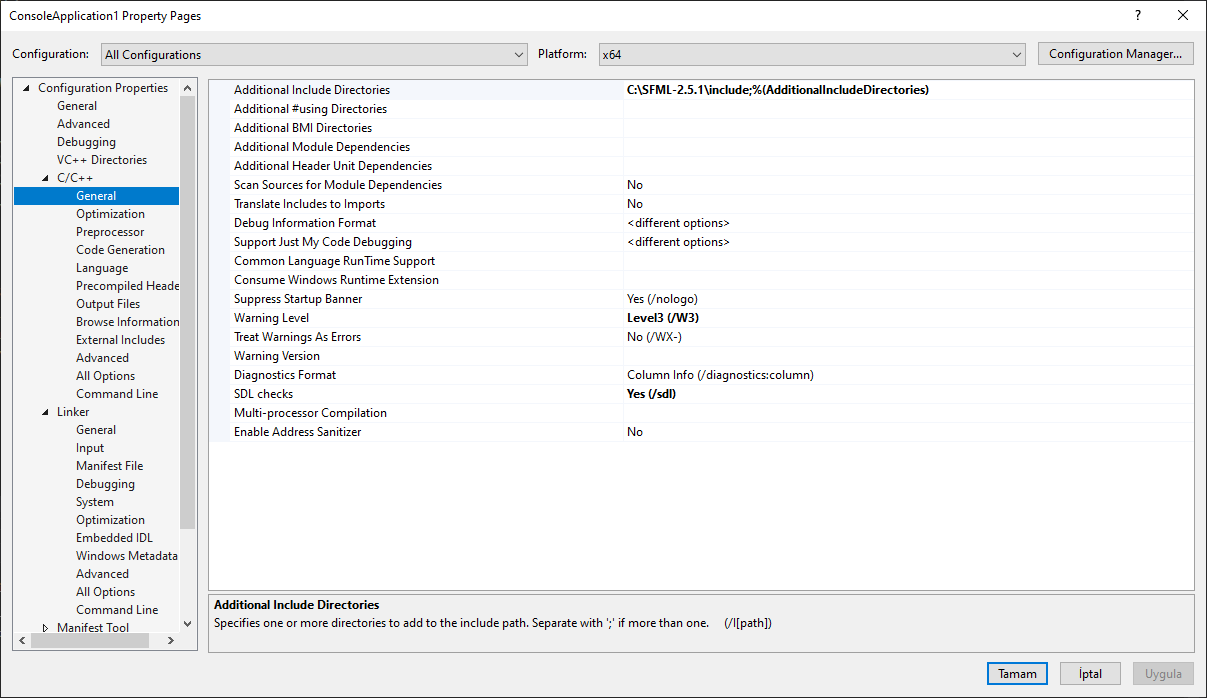 ConsoleApplication1 Property Pages
?
Configuration:
All Configurations
Platform:
x64
Configuration Manager...
Configuration Properties
General
Advanced
Debugging
VC++ Directories
C/C++
General
Optimization
Preprocessor
Code Generation
Language
Precompiled Heade
Output Files
Browse Information
External Includes
Advanced
All Options
Command Line
Linker
General
Input
Manifest File
Debugging
System
Optimization
Embedded IDL
Windows Metadata
Advanced
All Options
Command Line
Manifest Tool
Additional Include Directories C:\SFML-2.5.1\include;%(AdditionalIncludeDirectories)
Additional #using Directories
Additional BMI Directories
Additional Module Dependencies
Additional Header Unit Dependencies
Scan Sources for Module Dependencies No
Translate Includes to Imports No
Debug Information Format <different options>
Support Just My Code Debugging <different options>
Common Language RunTime Support
Consume Windows Runtime Extension
Suppress Startup Banner Yes (/nologo)
Warning Level Level3 (/W3)
Treat Warnings As Errors No (/WX-)
Warning Version
Diagnostics Format Column Info (/diagnostics:column)
SDL checks Yes (/sdl)
Multi-processor Compilation
Enable Address Sanitizer No
Additional Include Directories
Specifies one or more directories to add to the include path. Separate with ';' if more than one. (/I[path])
Tamam
İptal
Uygula